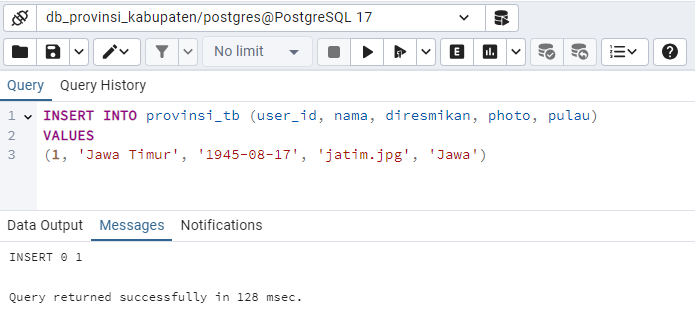 db_provinsi_kabupaten/postgres@PostgreSQL 17
No limit
E
Query Query History
1 INSERT INTO provinsi_tb (user_id, nama, diresmikan, photo, pulau)
2 VALUES
3 (1, 'Jawa Timur', '1945-08-17', 'jatim.jpg', 'Jawa')
Data Output Messages Notifications
INSERT 0 1
Query returned successfully in 128 msec.